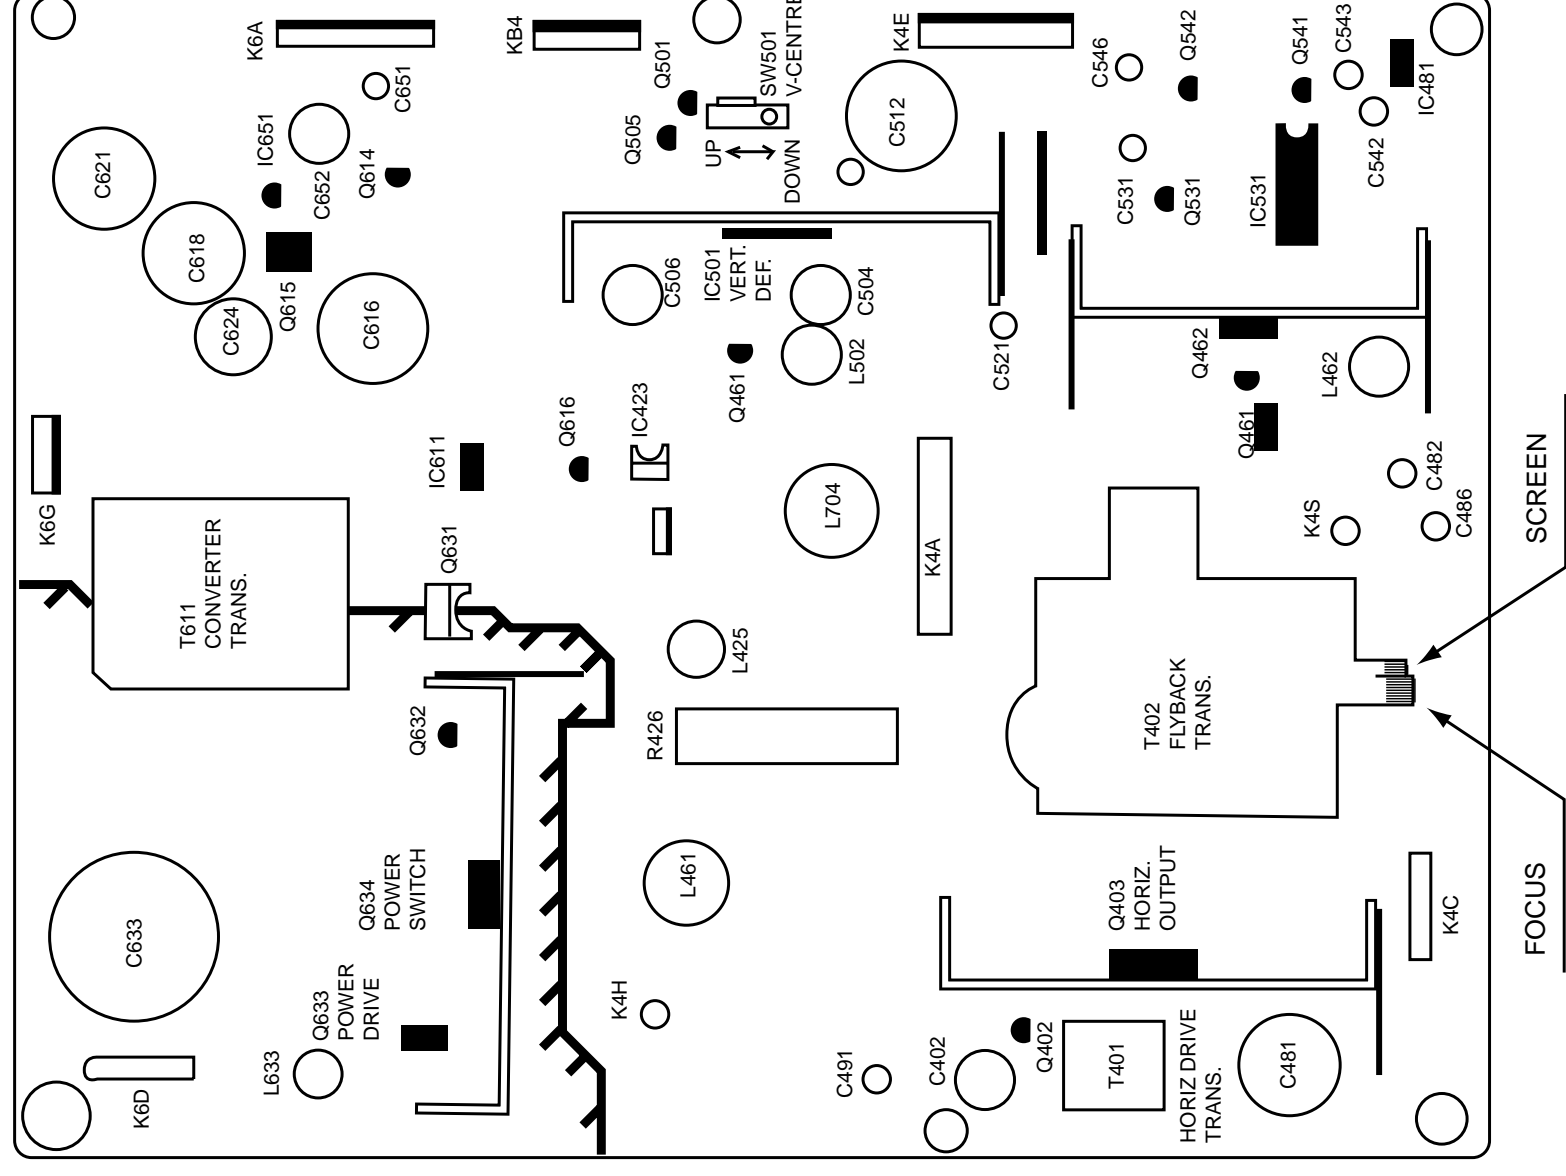 K6A
KB4
K4E
SW501
V-CENTRE
Q501
Q505
UP
DOWN
C512
C546
Q542
Q541
C543
IC481
C542
C531
Q531
IC531
C621
IC651
C651
C652
Q614
C618
C624
Q615
C616
C506
IC501
VERT.
DEF.
C504
L502
Q461
C521
Q462
L462
Q461
K6G
IC611
Q616
IC423
L704
K4A
K4S
C482
C486
SCREEN
T611
CONVERTER
TRANS.
Q631
L425
Q632
R426
T402
FLYBACK
TRANS.
C633
Q634
POWER
SWITCH
L461
Q403
HORIZ.
OUTPUT
K4C
FOCUS
Q633
POWER
DRIVE
K4H
L633
K6D
C491
C402
Q402
T401
HORIZ DRIVE
TRANS.
C481